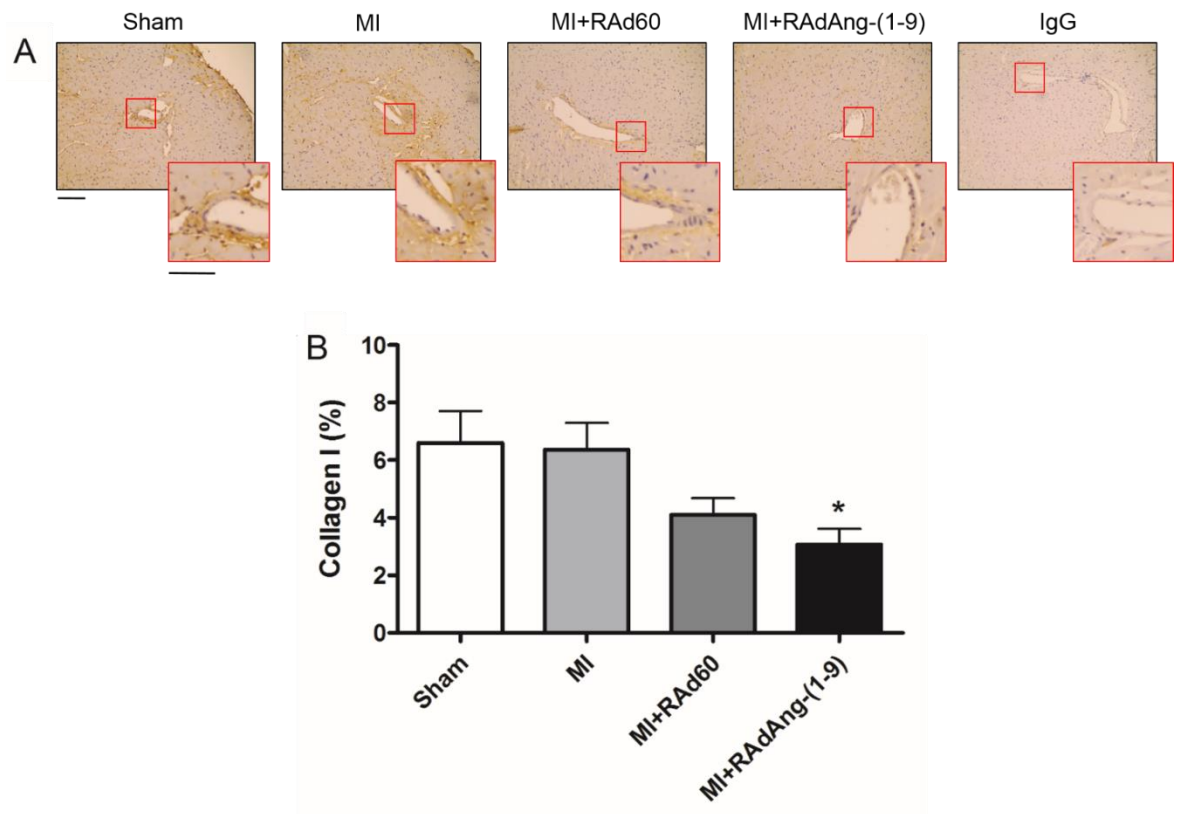 Sham MI MI+RAd60 MI+RAdAng-(1-9) IgG
A
B
10
8
6
4
2
0
Collagen I (%)
*
Sham
MI
MI+RAd60
MI+RAdAng-(1-9)